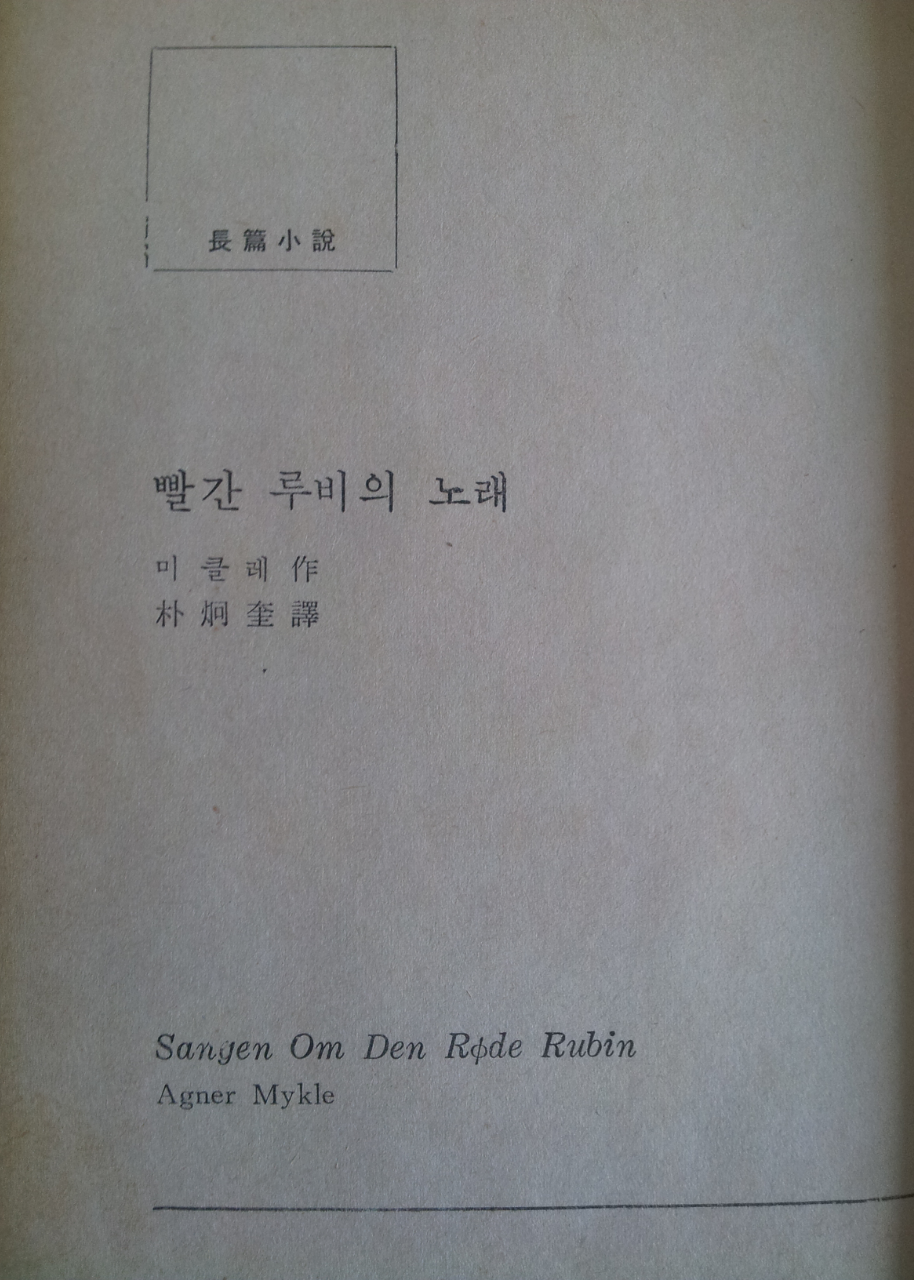 長篇小說
빨간 루비의 노래
미클레 作
朴炯奎 譯
Sangen Om Den Rφde Rubin
Agner Mykle